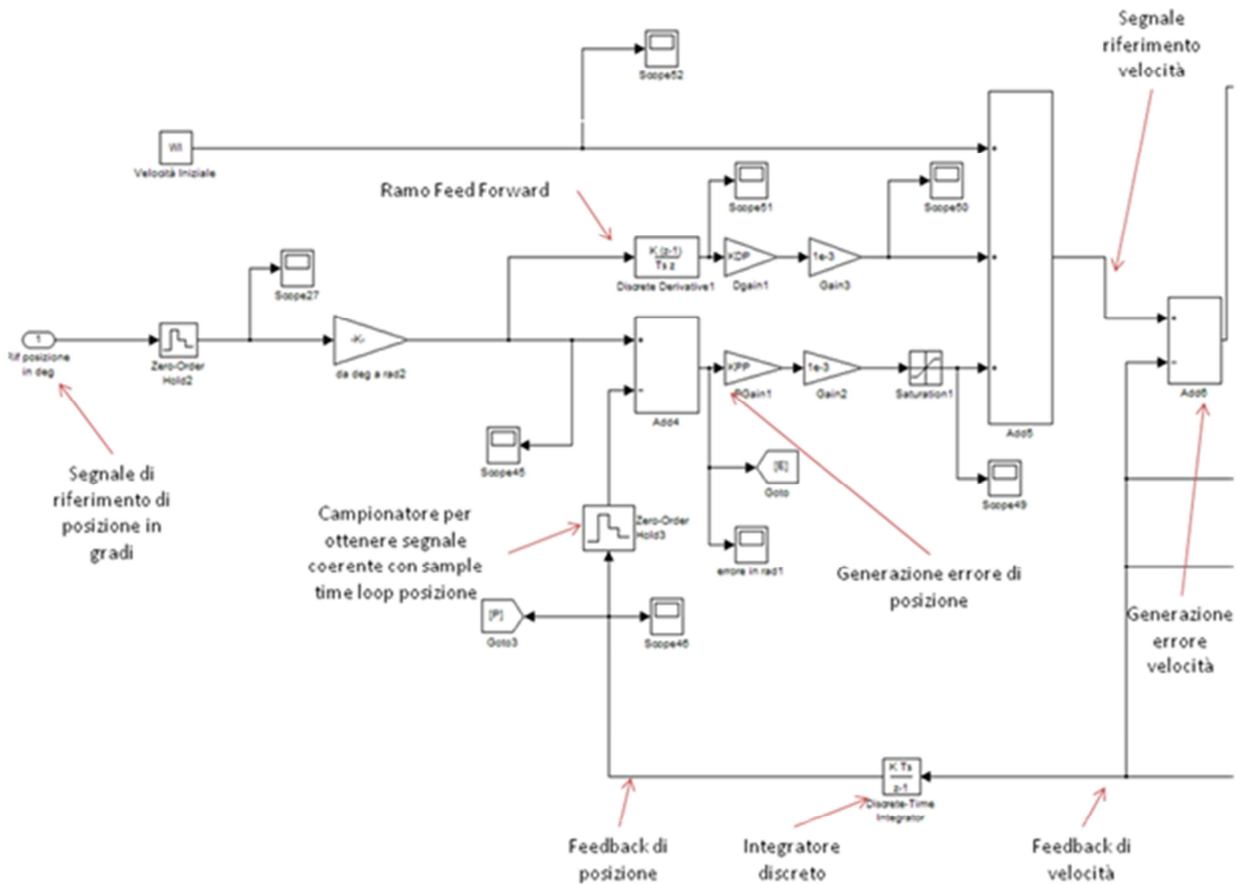 Segnale
riferimento
velocità
Scope52
WI
Velocità Iniziale
Ramo Feed Forward
Scope51
Scope50
K (z-1)
Ts z
Discrete Derivative1
KDP
Dgain1
1e-3
Gain3
Scope27
1
posizione
in deg
Zero-Order
Hold2
-K-
da deg a rad2
Add4
KPP
PGain1
1e-3
Gain2
Saturation1
Add5
Add6
Scope45
[E]
Goto
Scope49
Segnale di
riferimento di
posizione in
gradi
Campionatore per
ottenere segnale
coerente con sample
time loop posizione
Zero-Order
Hold3
errore in rad1
Generazione errore di
posizione
[P]
Goto3
Scope46
Generazione
errore
velocità
K Ts
z-1
Discrete-Time
Integrator
Feedback di
posizione
Integratore
discreto
Feedback di
velocità